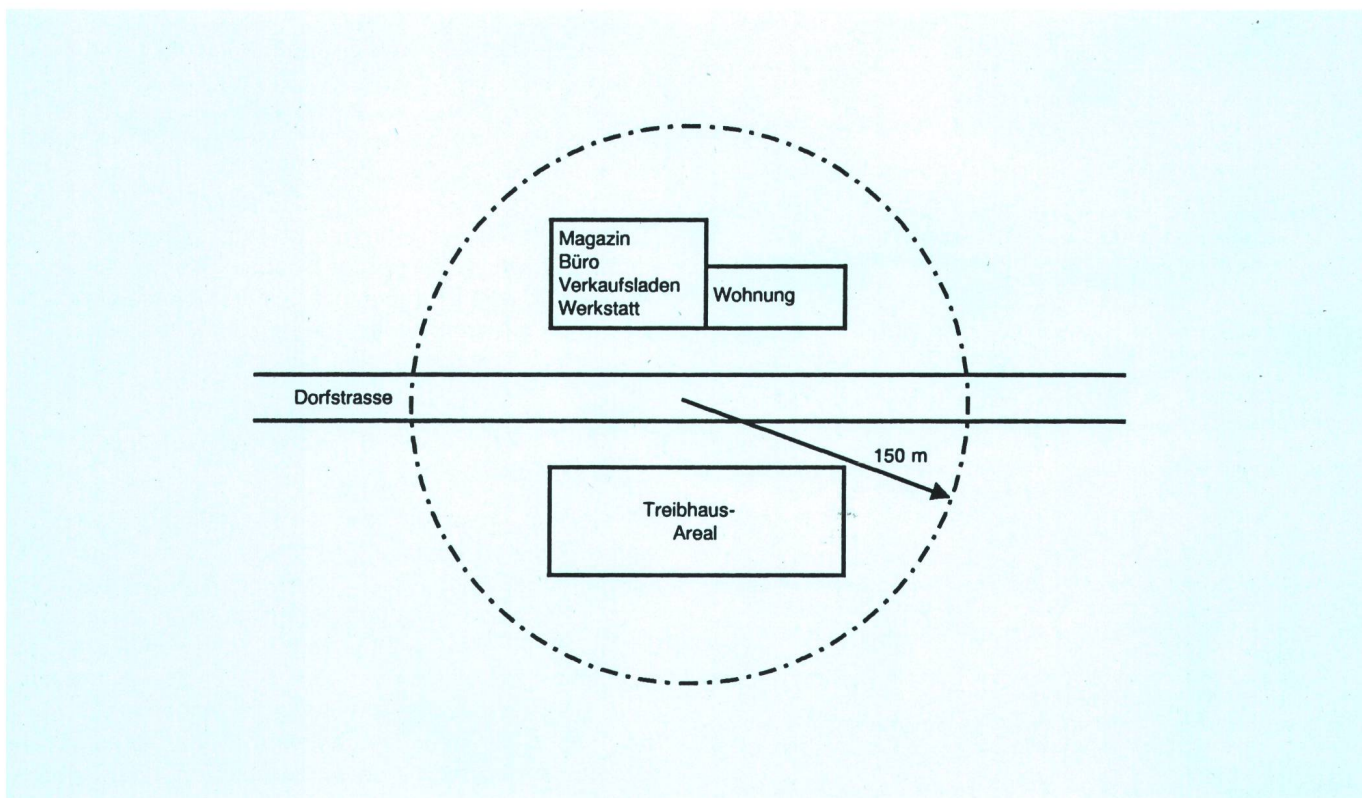 Magazin
Büro
Verkaufsladen
Werkstatt
Wohnung
Dorfstrasse
150 m
Treibhaus-
Areal